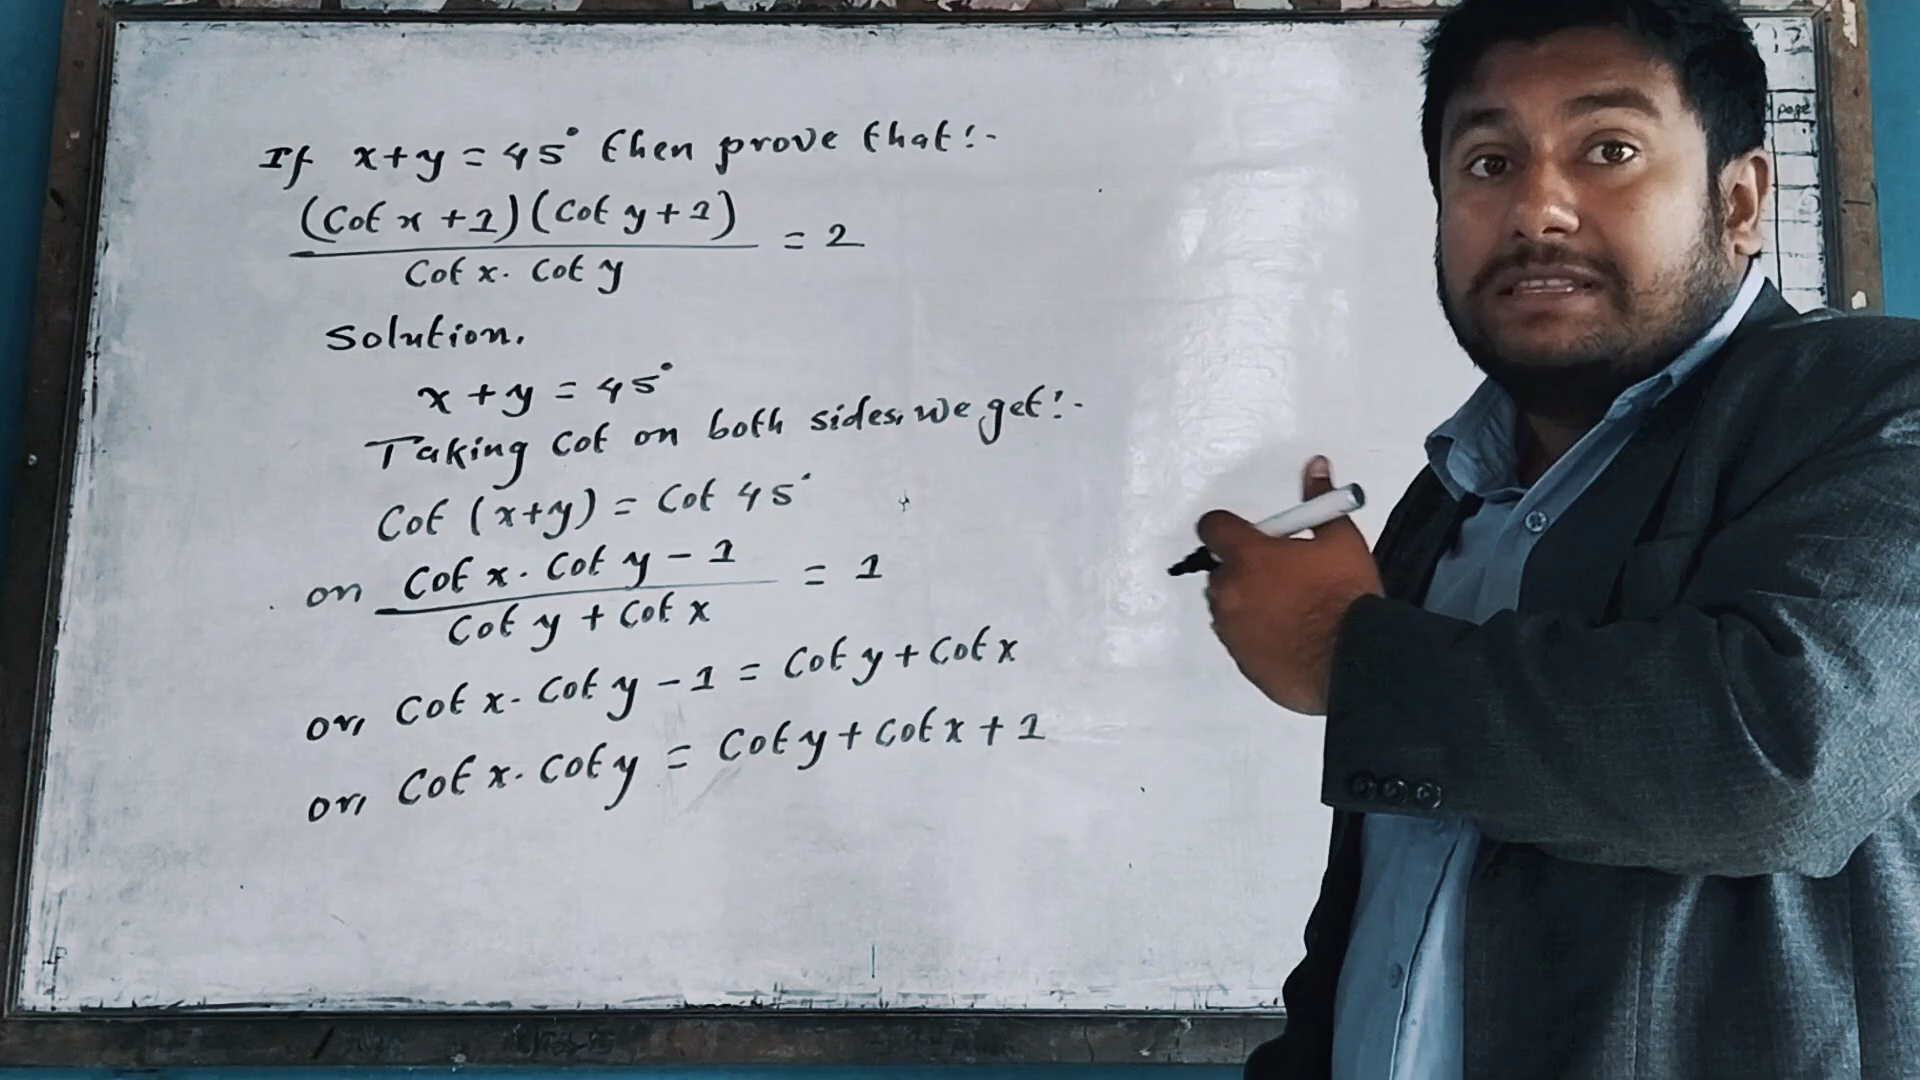 If x+y = 45° then prove that:-
(Cot x +1)(Cot y+1)
= 2
Cot x. Cot y
Solution.
x + y = 45°
Taking cot on both sides, we get:-
Cot (x+y) = Cot 45°
or, Cot x. Cot y - 1
= 1
Cot y + Cot x
or, Cot x. Cot y - 1 = Cot y + Cot x
or, Cot x. Cot y = Cot y + Cot x + 1
page